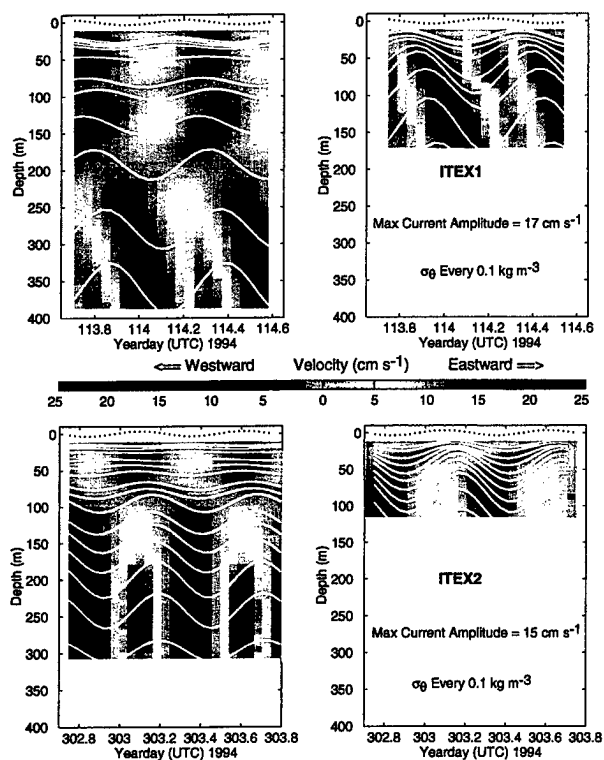 0
50
100
150
200
250
300
350
400
Depth (m)
113.8 114 114.2 114.4 114.6
Yearday (UTC) 1994
0
50
100
150
200
250
300
350
400
Depth (m)
ITEX1
Max Current Amplitude = 17 cm s-1
σθ Every 0.1 kg m-3
113.8 114 114.2 114.4 114.6
Yearday (UTC) 1994
<== Westward Velocity (cm s-1) Eastward ==>
25 20 15 10 5 0 5 10 15 20 25
0
50
100
150
200
250
300
350
400
Depth (m)
302.8 303 303.2 303.4 303.6 303.8
Yearday (UTC) 1994
0
50
100
150
200
250
300
350
400
Depth (m)
ITEX2
Max Current Amplitude = 15 cm s-1
σθ Every 0.1 kg m-3
302.8 303 303.2 303.4 303.6 303.8
Yearday (UTC) 1994